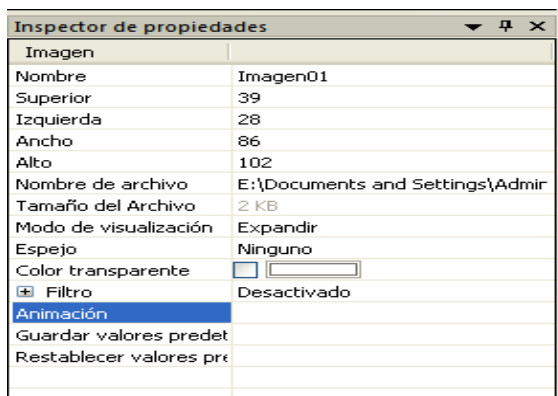 Inspector de propiedades
Imagen
Nombre Imagen01
Superior 39
Izquierda 28
Ancho 86
Alto 102
Nombre de archivo E:\Documents and Settings\Admir
Tamaño del Archivo 2 KB
Modo de visualización Expandir
Espejo Ninguno
Color transparente
Filtro Desactivado
Animación
Guardar valores predet
Restablecer valores pre